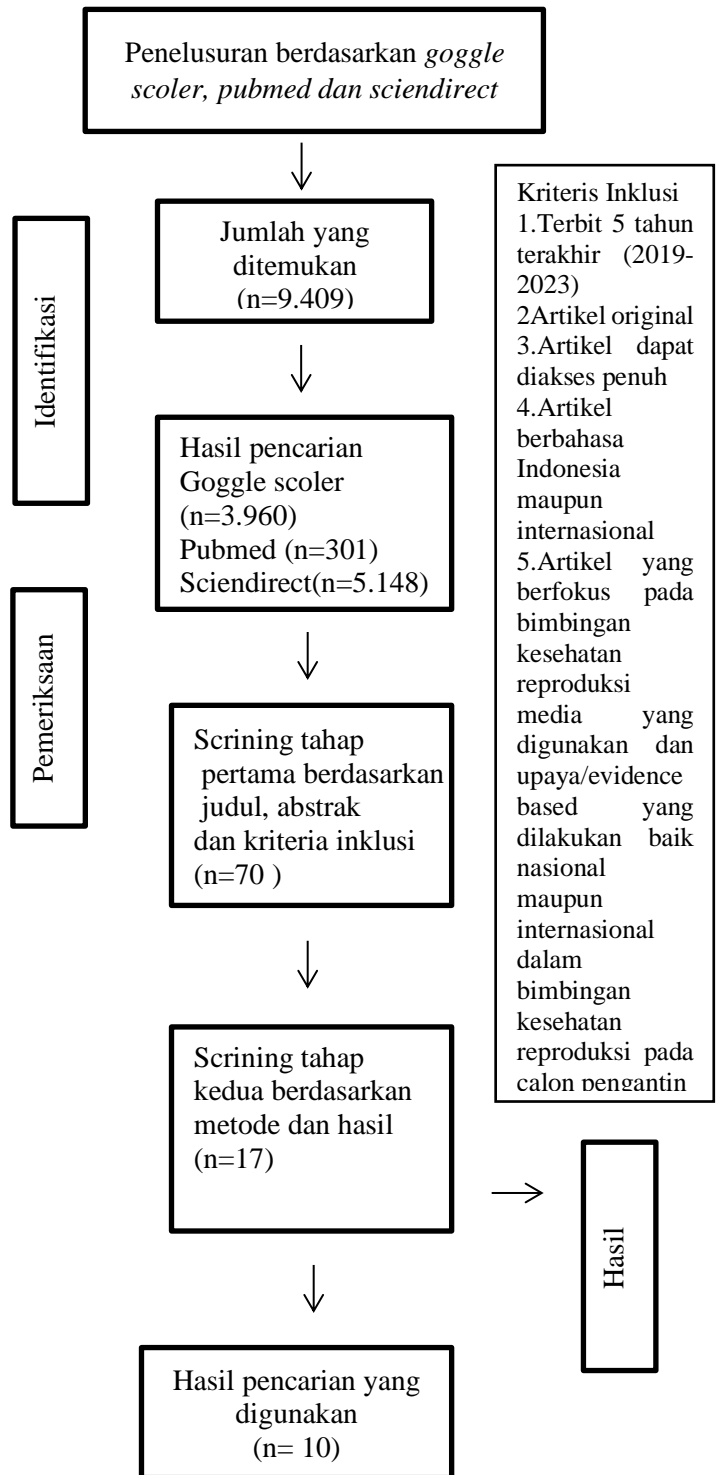 Penelusuran berdasarkan goggle
scoler, pubmed dan sciendirect
Identifikasi
Jumlah yang
ditemukan
(n=9.409)
Hasil pencarian
Goggle scoler
(n=3.960)
Pubmed (n=301)
Sciendirect(n=5.148)
Pemeriksaan
Scrining tahap
pertama berdasarkan
judul, abstrak
dan kriteria inklusi
(n=70 )
Scrining tahap
kedua berdasarkan
metode dan hasil
(n=17)
Hasil pencarian yang
digunakan
(n= 10)
Kriteris Inklusi
1.Terbit 5 tahun
terakhir (2019-
2023)
2Artikel original
3.Artikel dapat
diakses penuh
4.Artikel
berbahasa
Indonesia
maupun
internasional
5.Artikel yang
berfokus pada
bimbingan
kesehatan
reproduksi
media yang
digunakan dan
upaya/evidence
based yang
dilakukan baik
nasional
maupun
internasional
dalam
bimbingan
kesehatan
reproduksi pada
calon pengantin
Hasil